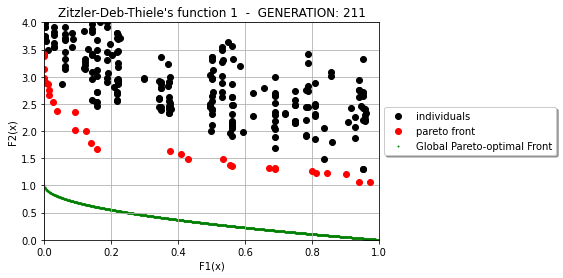 Zitzler-Deb-Thiele's function 1 - GENERATION: 211
4.0
3.5
3.0
2.5
2.0
1.5
1.0
0.5
0.0
F2(x)
0.0 0.2 0.4 0.6 0.8 1.0
F1(x)
individuals
pareto front
Global Pareto-optimal Front